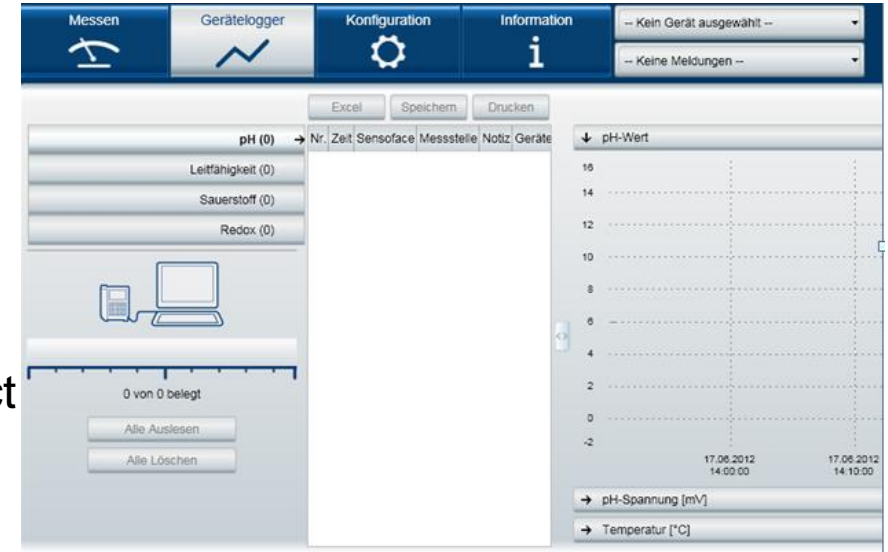 Messen
Gerätelogger
Konfiguration
Information
-- Kein Gerät ausgewählt --
-- Keine Meldungen --
Excel
Speichern
Drucken
pH (0)
Leitfähigkeit (0)
Sauerstoff (0)
Redox (0)
Nr. Zeit Sensoface Messstelle Notiz Geräte
pH-Wert
16
14
12
10
8
6
4
2
0
-2
17.06.2012
14:00:00
17.06.2012
14:10:00
ct
0 von 0 belegt
Alle Auslesen
Alle Löschen
pH-Spannung [mV]
Temperatur [°C]